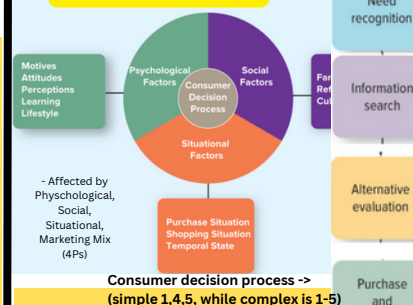 Motives
Attitudes
Perceptions
Learning
Lifestyle
Psychological
Factors
Consumer
Decision
Process
Social
Factors
Situational
Factors
Purchase Situation
Shopping Situation
Temporal State
- Affected by
Physchological,
Social,
Situational,
Marketing Mix
(4Ps)
Consumer decision process ->
(simple 1,4,5, while complex is 1-5)
Need
recognition
Information
search
Alternative
evaluation
Purchase
and